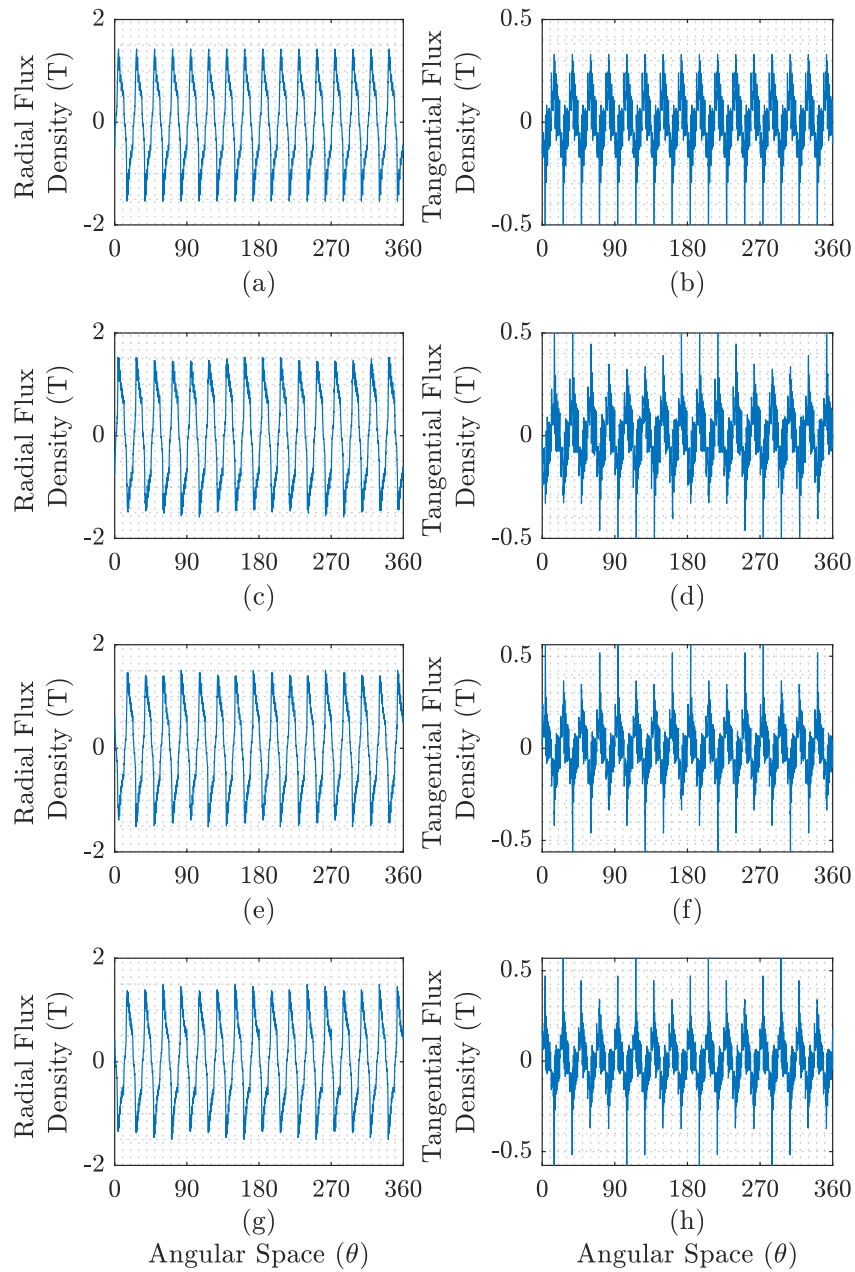 Radial Flux
Density (T)
2
0
-2
0 90 180 270 360
(a)
Tangential Flux
Density (T)
0.5
0
-0.5
0 90 180 270 360
(b)
Radial Flux
Density (T)
2
0
-2
0 90 180 270 360
(c)
Tangential Flux
Density (T)
0.5
0
-0.5
0 90 180 270 360
(d)
Radial Flux
Density (T)
2
0
-2
0 90 180 270 360
(e)
Tangential Flux
Density (T)
0.5
0
-0.5
0 90 180 270 360
(f)
Radial Flux
Density (T)
2
0
-2
0 90 180 270 360
(g)
Angular Space (θ)
Tangential Flux
Density (T)
0.5
0
-0.5
0 90 180 270 360
(h)
Angular Space (θ)